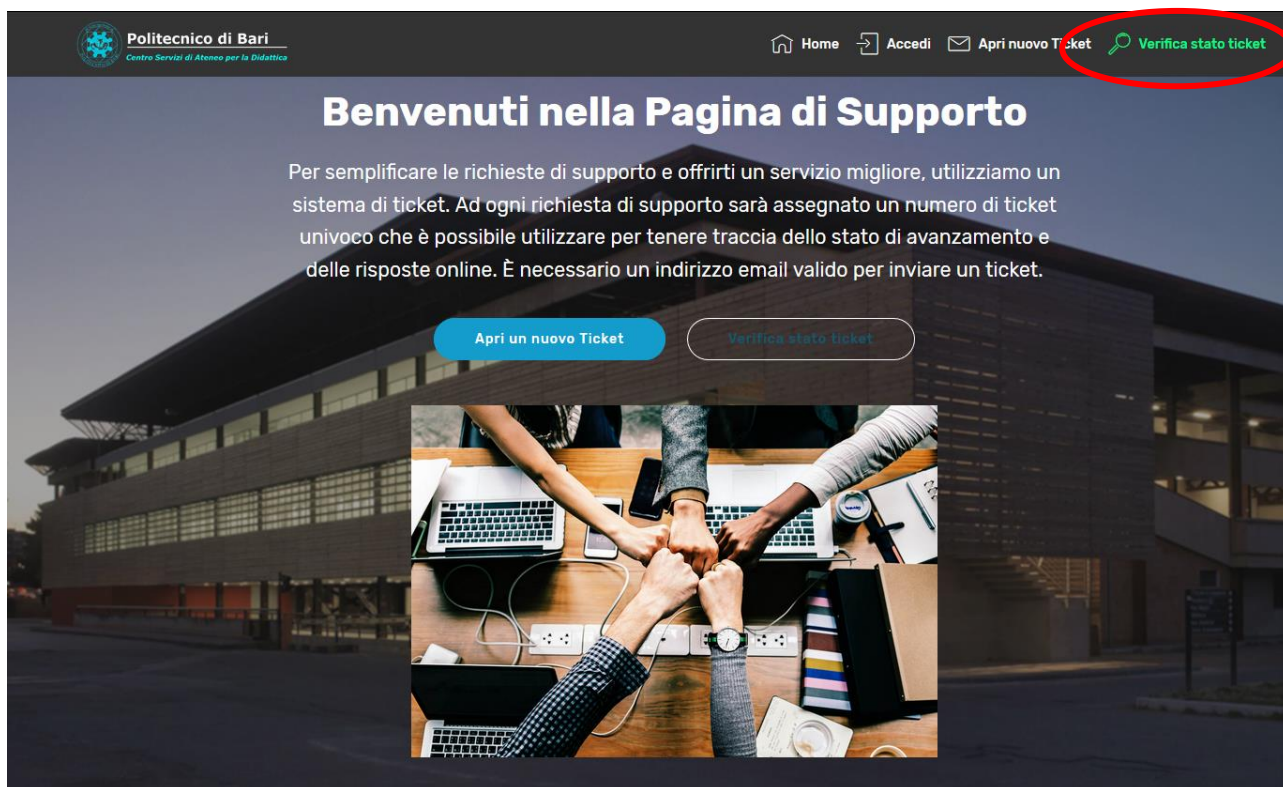 Politecnico di Bari
Centro Servizi di Ateneo per la Didattica
Home
Accedi
Apri nuovo Ticket
Verifica stato ticket
Benvenuti nella Pagina di Supporto
Per semplificare le richieste di supporto e offrirti un servizio migliore, utilizziamo un
sistema di ticket. Ad ogni richiesta di supporto sarà assegnato un numero di ticket
univoco che è possibile utilizzare per tenere traccia dello stato di avanzamento e
delle risposte online. È necessario un indirizzo email valido per inviare un ticket.
Apri un nuovo Ticket
Verifica stato ticket